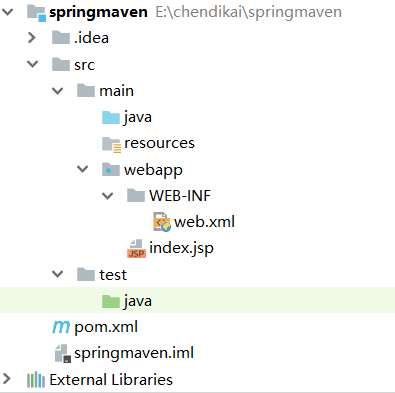 springmaven E:\chendikai\springmaven
.idea
src
main
java
resources
webapp
WEB-INF
web.xml
JSP index.jsp
test
java
m pom.xml
springmaven.iml
External Libraries